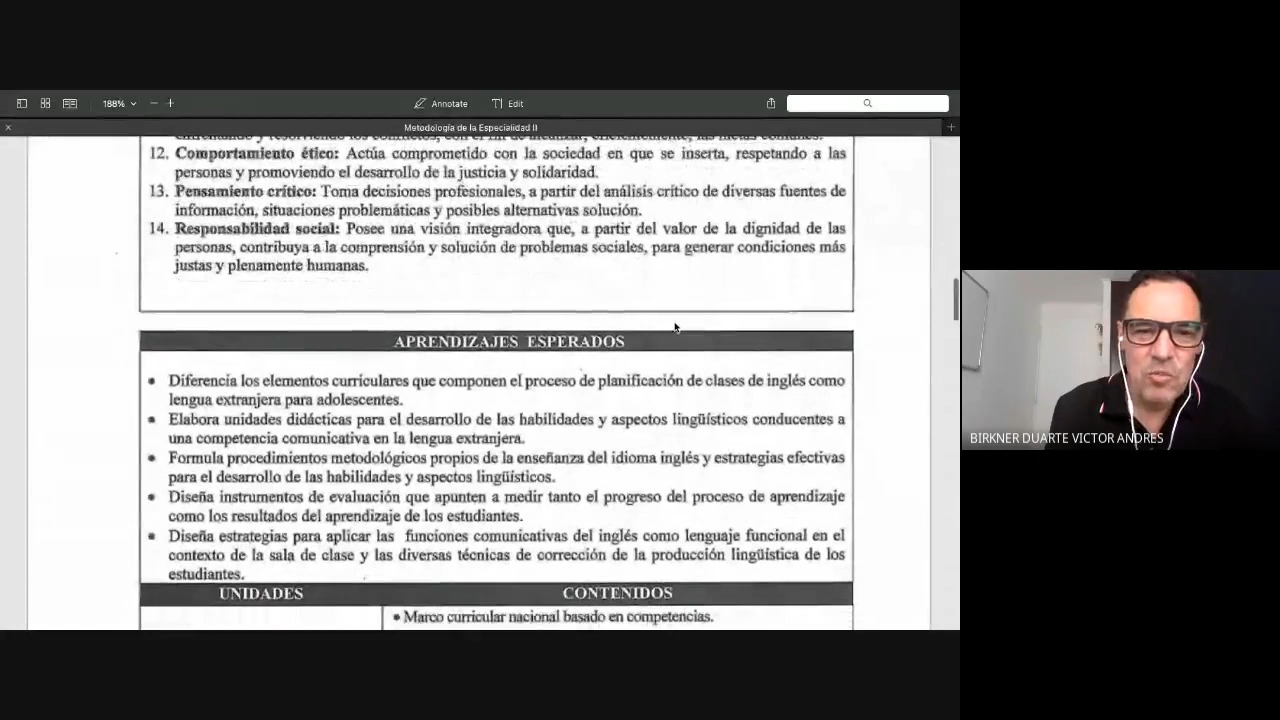 188%
Annotate
Edit
Metodología de la Especialidad II
12. Comportamiento ético: Actúa comprometido con la sociedad en que se inserta, respetando a las
personas y promoviendo el desarrollo de la justicia y solidaridad.
13. Pensamiento crítico: Toma decisiones profesionales, a partir del análisis crítico de diversas fuentes de
información, situaciones problemáticas y posibles alternativas solución.
14. Responsabilidad social: Posee una visión integradora que, a partir del valor de la dignidad de las
personas, contribuya a la comprensión y solución de problemas sociales, para generar condiciones más
justas y plenamente humanas.
APRENDIZAJES ESPERADOS
• Diferencia los elementos curriculares que componen el proceso de planificación de clases de inglés como
lengua extranjera para adolescentes.
• Elabora unidades didácticas para el desarrollo de las habilidades y aspectos lingüísticos conducentes a
una competencia comunicativa en la lengua extranjera.
• Formula procedimientos metodológicos propios de la enseñanza del idioma inglés y estrategias efectivas
para el desarrollo de las habilidades y aspectos lingüísticos.
• Diseña instrumentos de evaluación que apunten a medir tanto el progreso del proceso de aprendizaje
como los resultados del aprendizaje de los estudiantes.
• Diseña estrategias para aplicar las funciones comunicativas del inglés como lenguaje funcional en el
contexto de la sala de clase y las diversas técnicas de corrección de la producción lingüística de los
estudiantes.
UNIDADES
CONTENIDOS
• Marco curricular nacional basado en competencias.
BIRKNER DUARTE VICTOR ANDRES